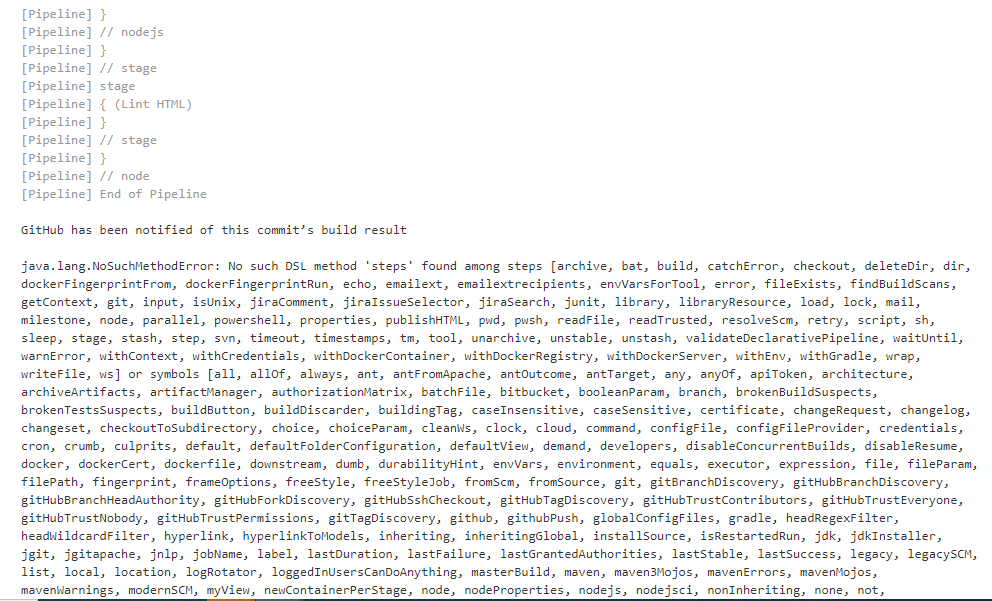 [Pipeline] }
[Pipeline] // nodejs
[Pipeline] }
[Pipeline] // stage
[Pipeline] stage
[Pipeline] { (Lint HTML)
[Pipeline] }
[Pipeline] // stage
[Pipeline] }
[Pipeline] // node
[Pipeline] End of Pipeline
GitHub has been notified of this commit’s build result
java.lang.NoSuchMethodError: No such DSL method 'steps' found among steps [archive, bat, build, catchError, checkout, deleteDir, dir,
dockerFingerprintFrom, dockerFingerprintRun, echo, emailext, emailextrecipients, envVarsForTool, error, fileExists, findBuildScans,
getContext, git, input, isUnix, jiraComment, jiraIssueSelector, jiraSearch, junit, library, libraryResource, load, lock, mail,
milestone, node, parallel, powershell, properties, publishHTML, pwd, pwsh, readFile, readTrusted, resolveScm, retry, script, sh,
sleep, stage, stash, step, svn, timeout, timestamps, tm, tool, unarchive, unstable, unstash, validateDeclarativePipeline, waitUntil,
warnError, withContext, withCredentials, withDockerContainer, withDockerRegistry, withDockerServer, withEnv, withGradle, wrap,
writeFile, ws] or symbols [all, allOf, always, ant, antFromApache, antOutcome, antTarget, any, anyOf, apiToken, architecture,
archiveArtifacts, artifactManager, authorizationMatrix, batchFile, bitbucket, booleanParam, branch, brokenBuildSuspects,
brokenTestsSuspects, buildButton, buildDiscarder, buildingTag, caseInsensitive, caseSensitive, certificate, changeRequest, changelog,
changeset, checkoutToSubdirectory, choice, choiceParam, cleanWs, clock, cloud, command, configFile, configFileProvider, credentials,
cron, crumb, culprits, default, defaultFolderConfiguration, defaultView, demand, developers, disableConcurrentBuilds, disableResume,
docker, dockerCert, dockerfile, downstream, dumb, durabilityHint, envVars, environment, equals, executor, expression, file, fileParam,
filePath, fingerprint, frameOptions, freeStyle, freeStyleJob, fromScm, fromSource, git, gitBranchDiscovery, gitHubBranchDiscovery,
gitHubBranchHeadAuthority, gitHubForkDiscovery, gitHubSshCheckout, gitHubTagDiscovery, gitHubTrustContributors, gitHubTrustEveryone,
gitHubTrustNobody, gitHubTrustPermissions, gitTagDiscovery, github, githubPush, globalConfigFiles, gradle, headRegexFilter,
headWildcardFilter, hyperlink, hyperlinkToModels, inheriting, inheritingGlobal, installSource, isRestartedRun, jdk, jdkInstaller,
jgit, jgitapache, jnlp, jobName, label, lastDuration, lastFailure, lastGrantedAuthorities, lastStable, lastSuccess, legacy, legacySCM,
list, local, location, logRotator, loggedInUsersCanDoAnything, masterBuild, maven, maven3Mojos, mavenErrors, mavenMojos,
mavenWarnings, modernSCM, myView, newContainerPerStage, node, nodeProperties, nodejs, nodejsci, nonInheriting, none, not,